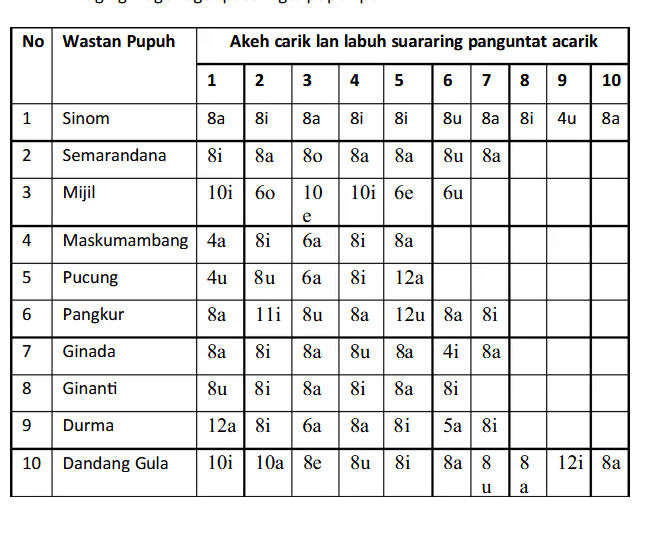 No Wastan Pupuh Akeh carik lan labuh suararing panguntat acarik
1 2 3 4 5 6 7 8 9 10
1 Sinom 8a 8i 8a 8i 8i 8u 8a 8i 4u 8a
2 Semarandana 8i 8a 8o 8a 8a 8u 8a
3 Mijil 10i 6o 10 10i 6e 6u
e
4 Maskumambang 4a 8i 6a 8i 8a
5 Pucung 4u 8u 6a 8i 12a
6 Pangkur 8a 11i 8u 8a 12u 8a 8i
7 Ginada 8a 8i 8a 8u 8a 4i 8a
8 Ginanti 8u 8i 8a 8i 8a 8i
9 Durma 12a 8i 6a 8a 8i 5a 8i
10 Dandang Gula 10i 10a 8e 8u 8i 8a 8 8 12i 8a
u a